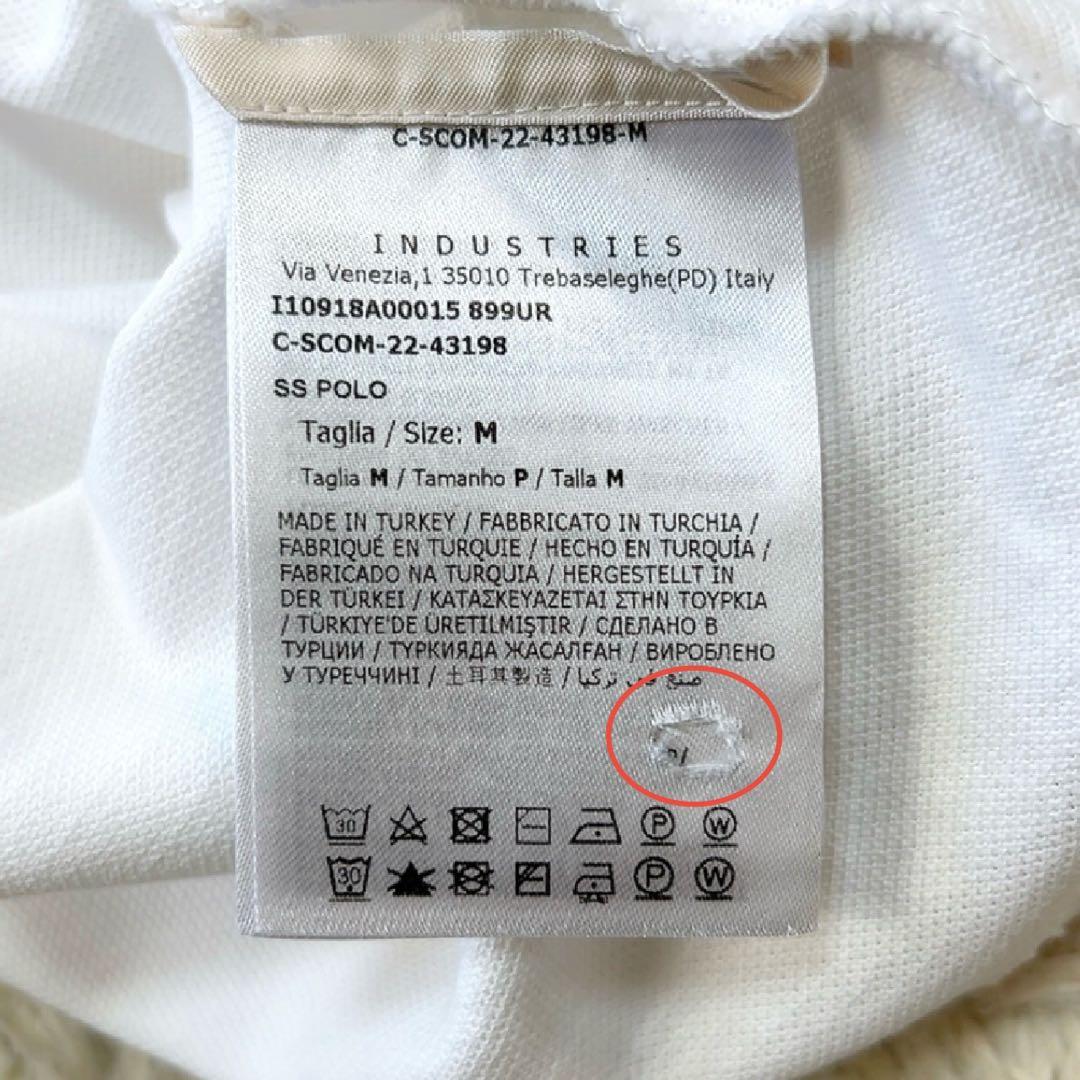 C-SCOM-22-43198-M
INDUSTRIES
Via Venezia,1 35010 Trebaseleghe(PD) Italy
I10918A00015 899UR
C-SCOM-22-43198
SS POLO
Taglia / Size: M
Taglia M / Tamanho P / Talla M
MADE IN TURKEY / FABBRICATO IN TURCHIA /
FABRIQUÉ EN TURQUIE / HECHO EN TURQUÍA /
FABRICADO NA TURQUIA / HERGESTELLT IN
DER TÜRKEI / ΚΑΤΑΣΚΕΥΑΖΕΤΑΙ ΣΤΗΝ ΤΟΥΡΚΙΑ
/ TÜRKIYE'DE ÜRETILMIŞTIR / СДЕЛАНО В
ТУРЦИИ / ТҮРКИЯДА ЖАСАЛҒАН / ВИРОБЛЕНО
У ТУРЕЧЧИНІ / 土耳其製造 / صنع في تركيا
30 P W
30 P W